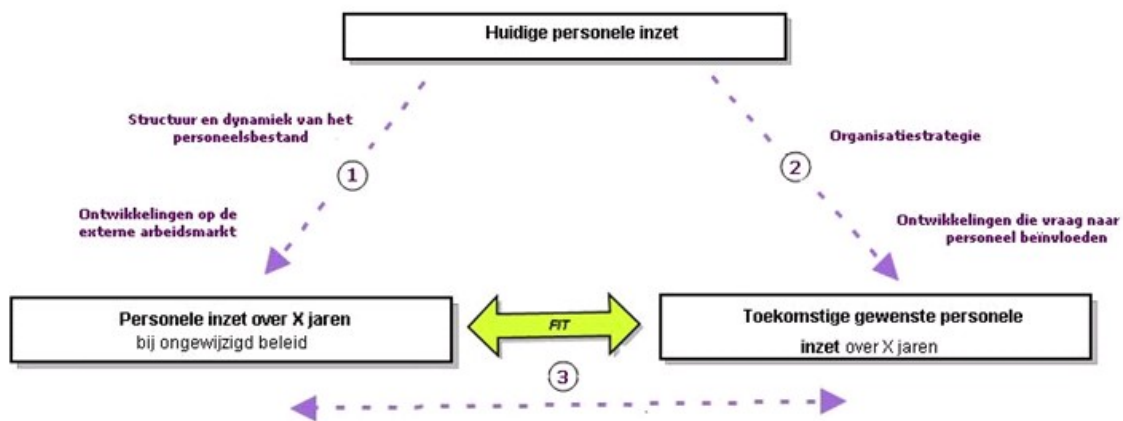 Huidige personele inzet
Structuur en dynamiek van het
personeelsbestand
Organisatiestrategie
1
2
Ontwikkelingen op de
externe arbeidsmarkt
Ontwikkelingen die vraag naar
personeel beïnvloeden
Personele inzet over X jaren
bij ongewijzigd beleid
FIT
Toekomstige gewenste personele
inzet over X jaren
3